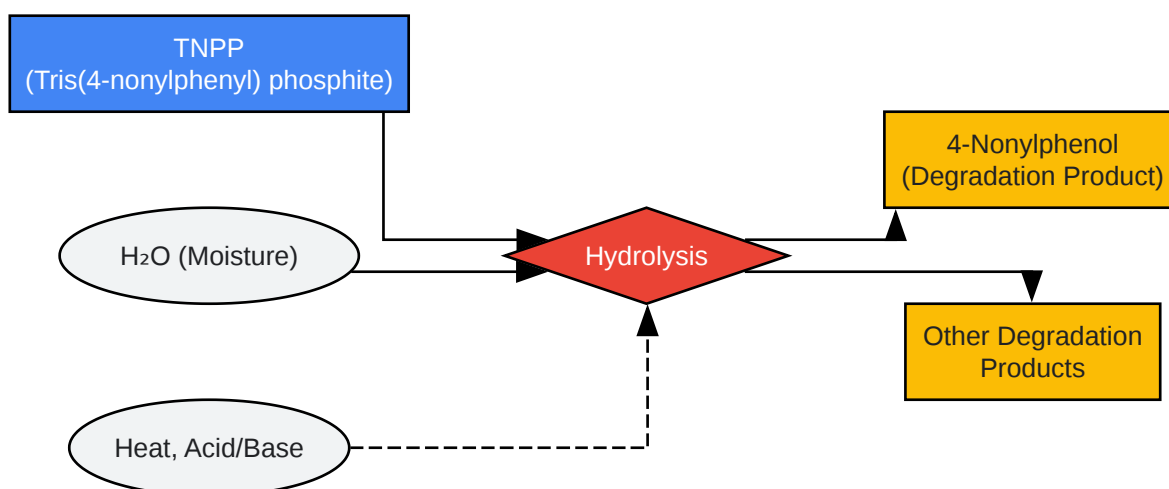 TNPP
(Tris(4-nonylphenyl) phosphite)
4-Nonylphenol
(Degradation Product)
H₂O (Moisture)
Hydrolysis
Other Degradation
Products
Heat, Acid/Base